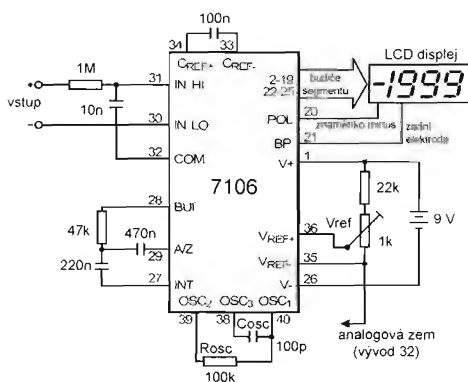 100n
34
33
CREF+
CREF-
LCD displej
-1999
1M
31
IN HI
2-19
22-25
budiče
segmentu
+
vstup
10n
−
30
IN LO
POL
20
znaménko minus
zadní
elektroda
32
COM
BP
21
7106
V+
1
22k
28
BUF
47k
470n
A/Z
29
220n
27
INT
VREF+
36
Vref
1k
9 V
VREF-
35
V-
26
OSC2
OSC3
OSC1
39
38
40
Cosc
100p
Rosc
100k
analogová zem
(vývod 32)